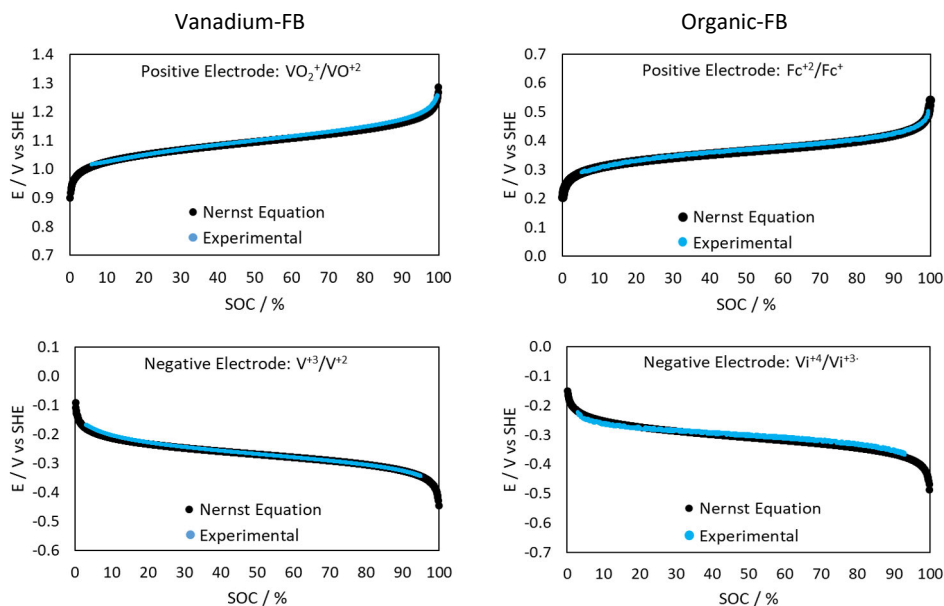 Vanadium-FB
Organic-FB
Positive Electrode: VO₂⁺/VO⁺²
1.4
1.3
1.2
1.1
1.0
0.9
0.8
0.7
E / V vs SHE
Nernst Equation
Experimental
0 10 20 30 40 50 60 70 80 90 100
SOC / %
Positive Electrode: Fc⁺²/Fc⁺
0.7
0.6
0.5
0.4
0.3
0.2
0.1
0.0
E / V vs SHE
Nernst Equation
Experimental
0 10 20 30 40 50 60 70 80 90 100
SOC / %
Negative Electrode: V⁺³/V⁺²
0.1
0.0
-0.1
-0.2
-0.3
-0.4
-0.5
-0.6
E / V vs SHE
Nernst Equation
Experimental
0 10 20 30 40 50 60 70 80 90 100
SOC / %
Negative Electrode: Vi⁺⁴/Vi⁺³·
0.0
-0.1
-0.2
-0.3
-0.4
-0.5
-0.6
-0.7
E / V vs SHE
Nernst Equation
Experimental
0 10 20 30 40 50 60 70 80 90 100
SOC / %